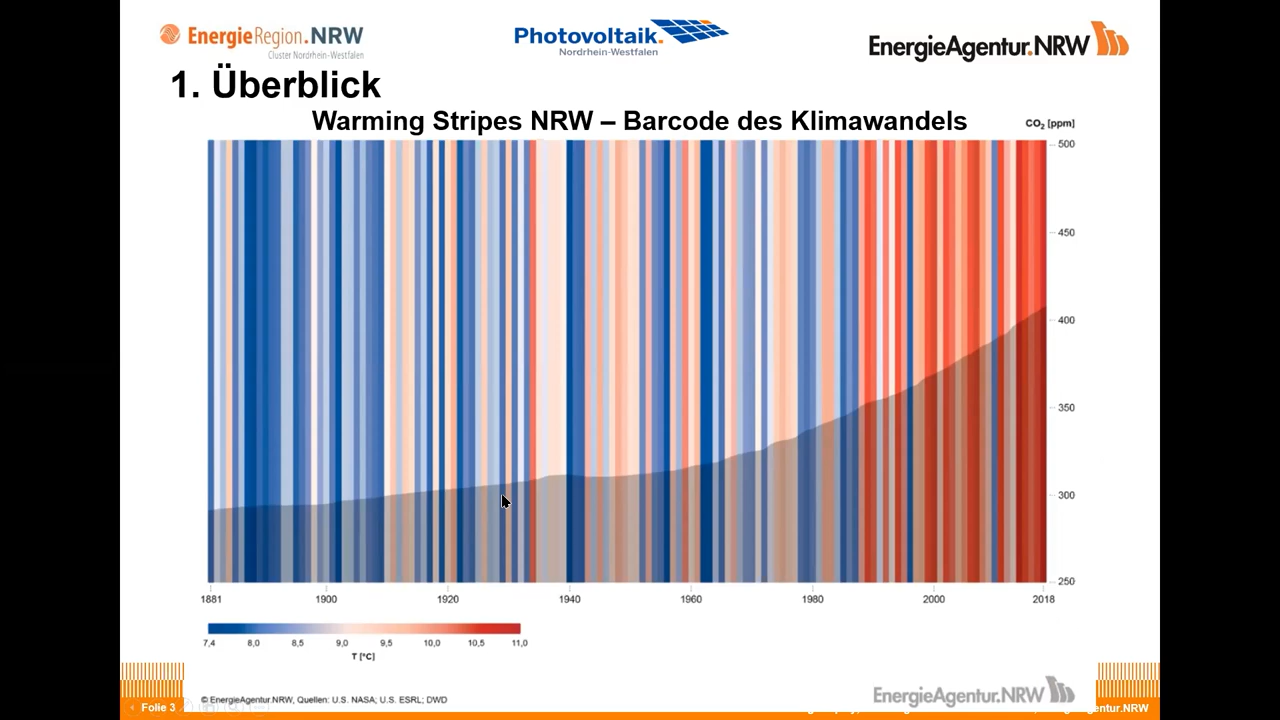 EnergieRegion.NRW
Cluster Nordrhein-Westfalen
Photovoltaik.
Nordrhein-Westfalen
EnergieAgentur.NRW
1. Überblick
Warming Stripes NRW – Barcode des Klimawandels
CO₂ [ppm]
500
450
400
350
300
250
1881 1900 1920 1940 1960 1980 2000 2018
7,4 8,0 8,5 9,0 9,5 10,0 10,5 11,0
T [°C]
© EnergieAgentur.NRW, Quellen: U.S. NASA; U.S. ESRL; DWD
EnergieAgentur.NRW
Folie 3